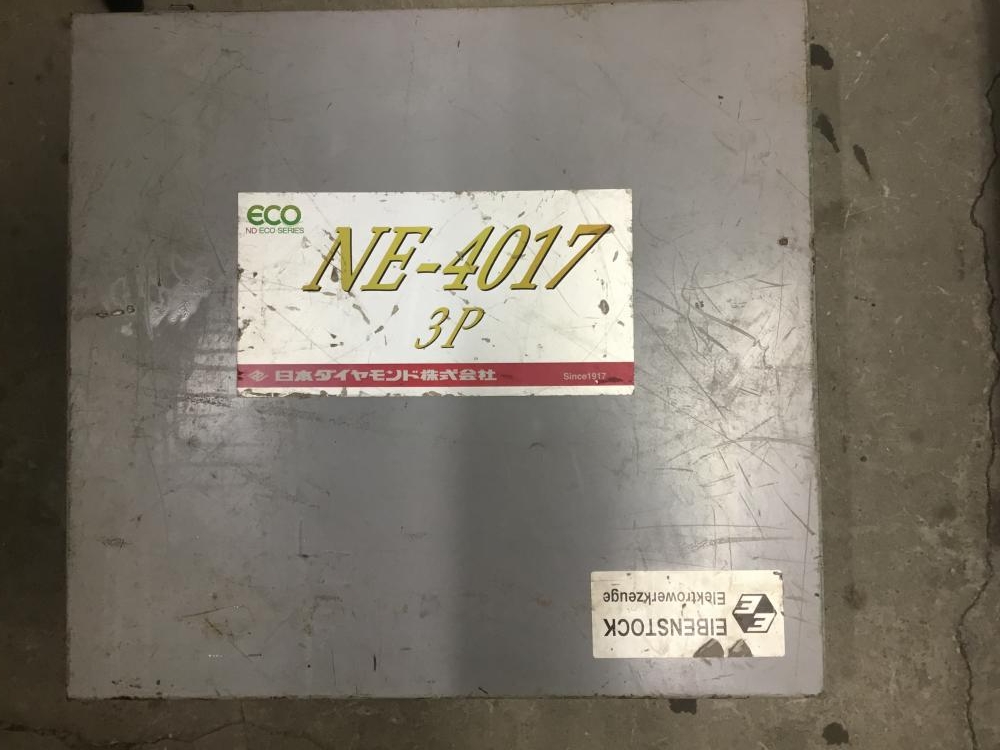 ECO
ND ECO SERIES
NE-4017
3P
日本ダイヤモンド株式会社 Since1917
EIBENSTOCK
Elektrowerkzeuge